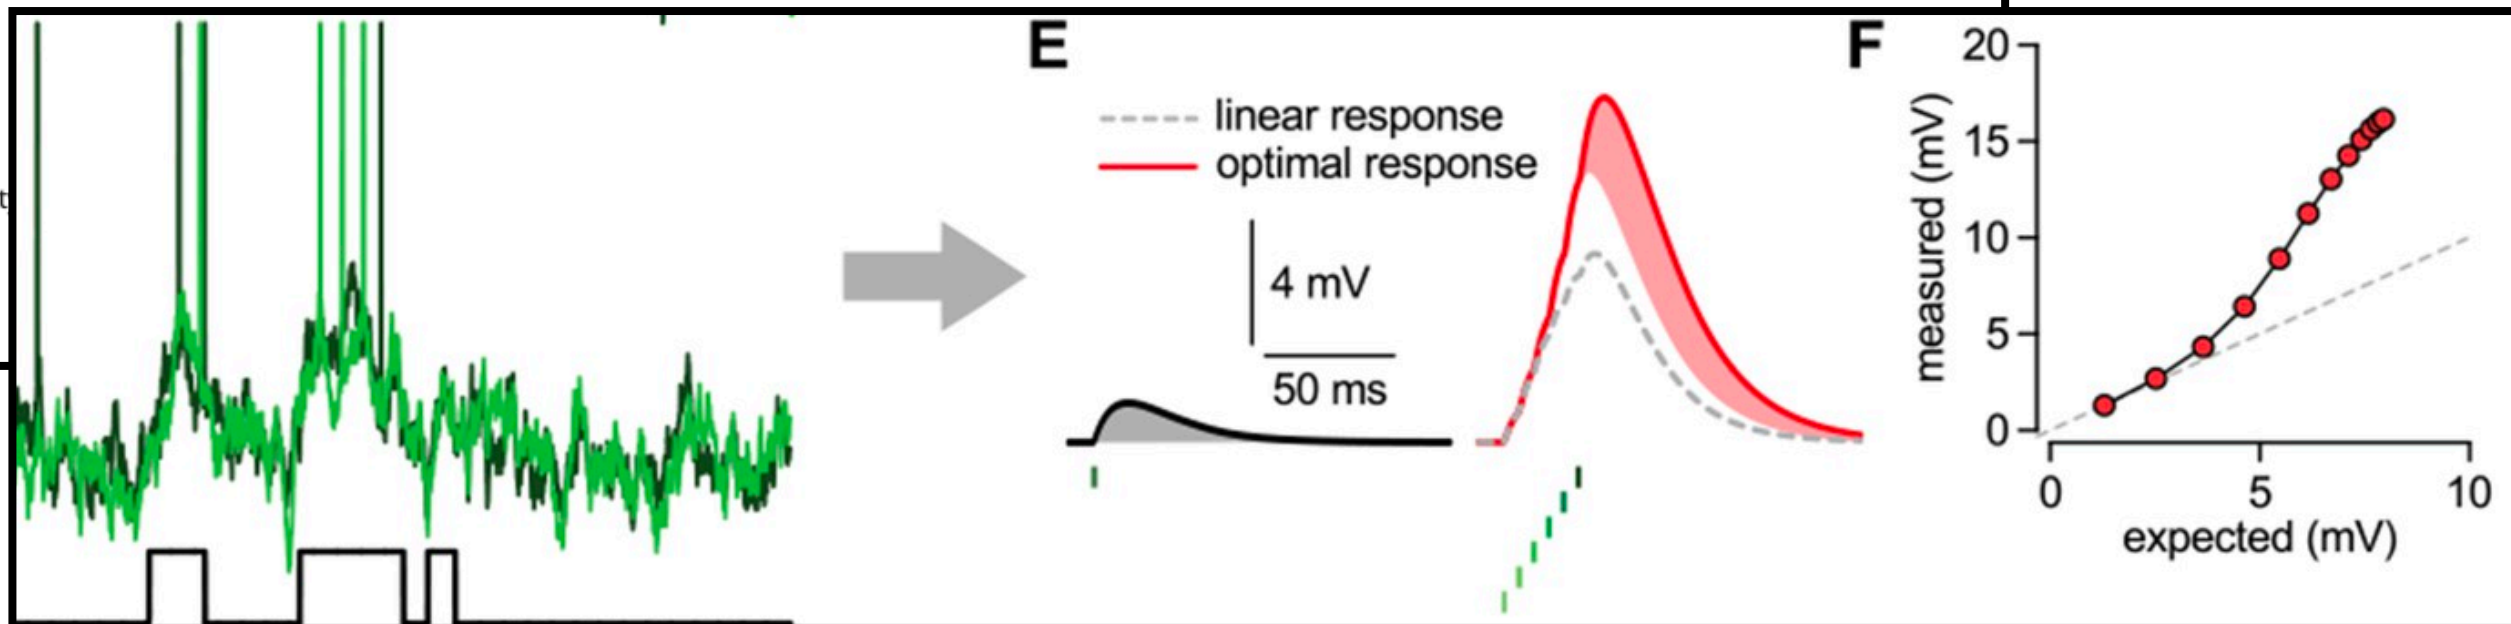 t
E
linear response
optimal response
4 mV
50 ms
F
measured (mV)
20
15
10
5
0
0 5 10
expected (mV)